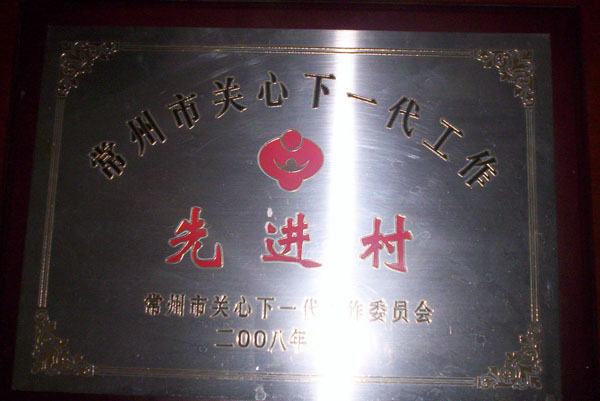 常州市关心下一代工作
先进村
常州市关心下一代工作委员会
二OO八年